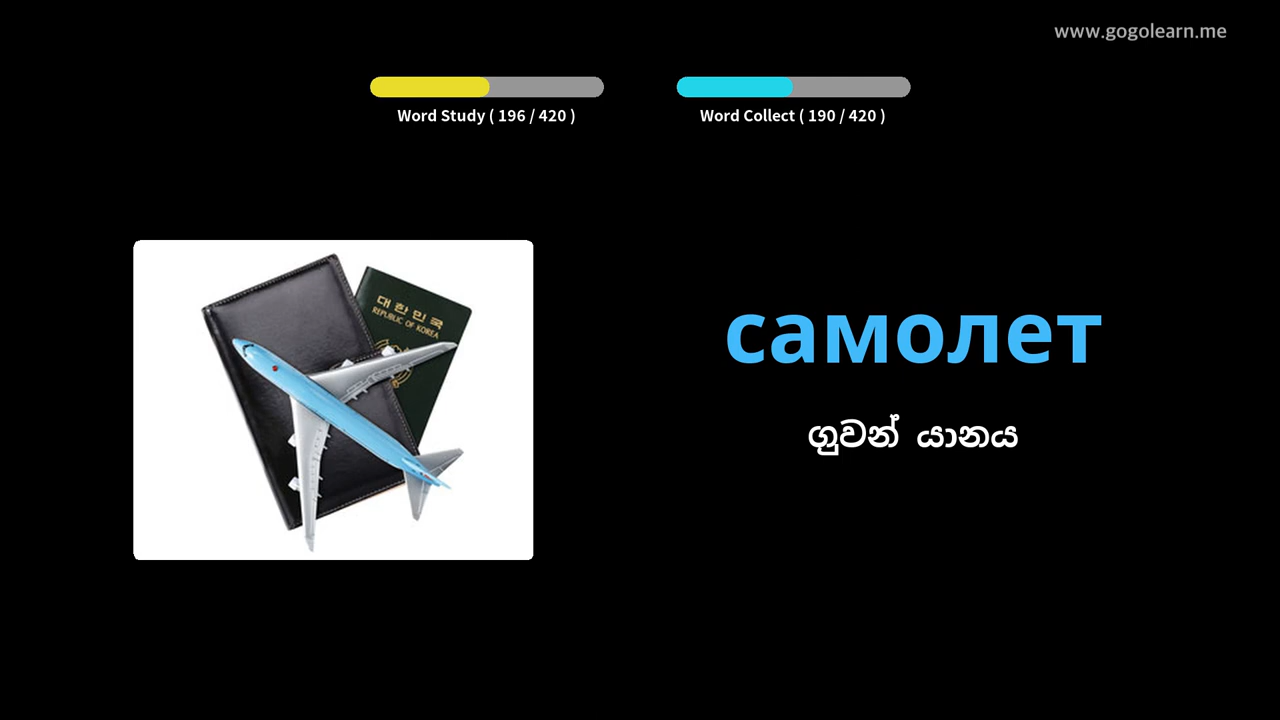 www.gogolearn.me
Word Study ( 196 / 420 )
Word Collect ( 190 / 420 )
대한민국
REPUBLIC OF KOREA
самолет
ගුවන් යානය